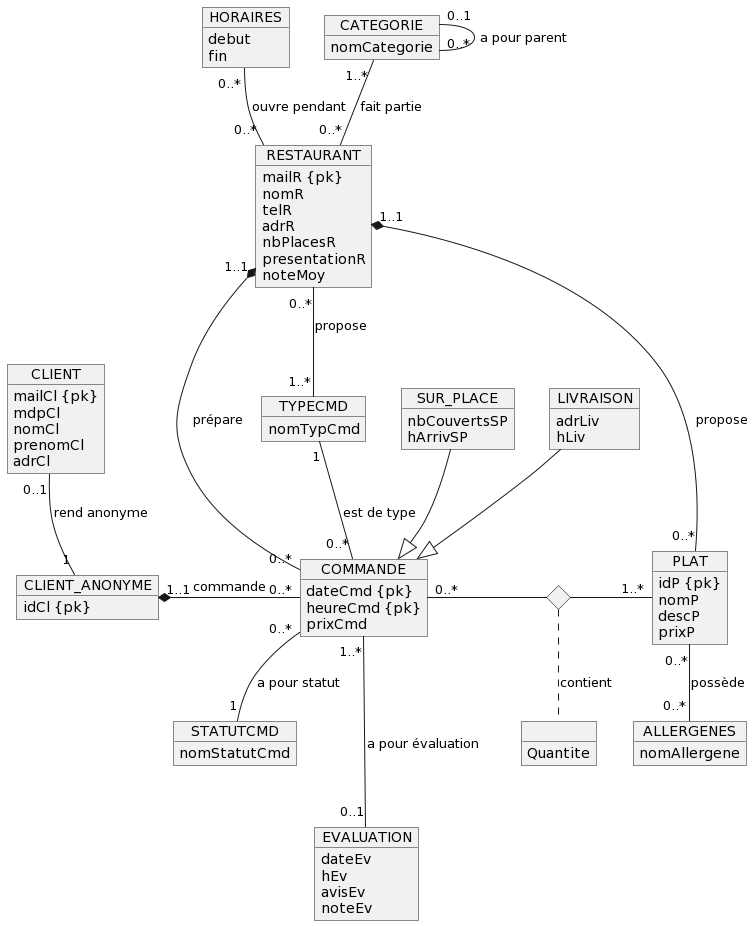 HORAIRES
debut
fin
CATEGORIE
nomCategorie
0..1
0..*
a pour parent
0..*
ouvre pendant
0..*
1..*
fait partie
0..*
RESTAURANT
mailR {pk}
nomR
telR
adrR
nbPlacesR
presentationR
noteMoy
1..1
1..1
0..*
propose
1..*
prépare
propose
CLIENT
mailCl {pk}
mdpCl
nomCl
prenomCl
adrCl
TYPECMD
nomTypCmd
SUR_PLACE
nbCouvertsSP
hArrivSP
LIVRAISON
adrLiv
hLiv
1
est de type
0..*
0..1
rend anonyme
1
0..*
0..*
CLIENT_ANONYME
idCl {pk}
1..1
commande
0..*
COMMANDE
dateCmd {pk}
heureCmd {pk}
prixCmd
0..*
1..*
PLAT
idP {pk}
nomP
descP
prixP
0..*
a pour statut
1
1..*
a pour évaluation
0..1
contient
0..*
possède
0..*
STATUTCMD
nomStatutCmd
Quantite
ALLERGENES
nomAllergene
EVALUATION
dateEv
hEv
avisEv
noteEv